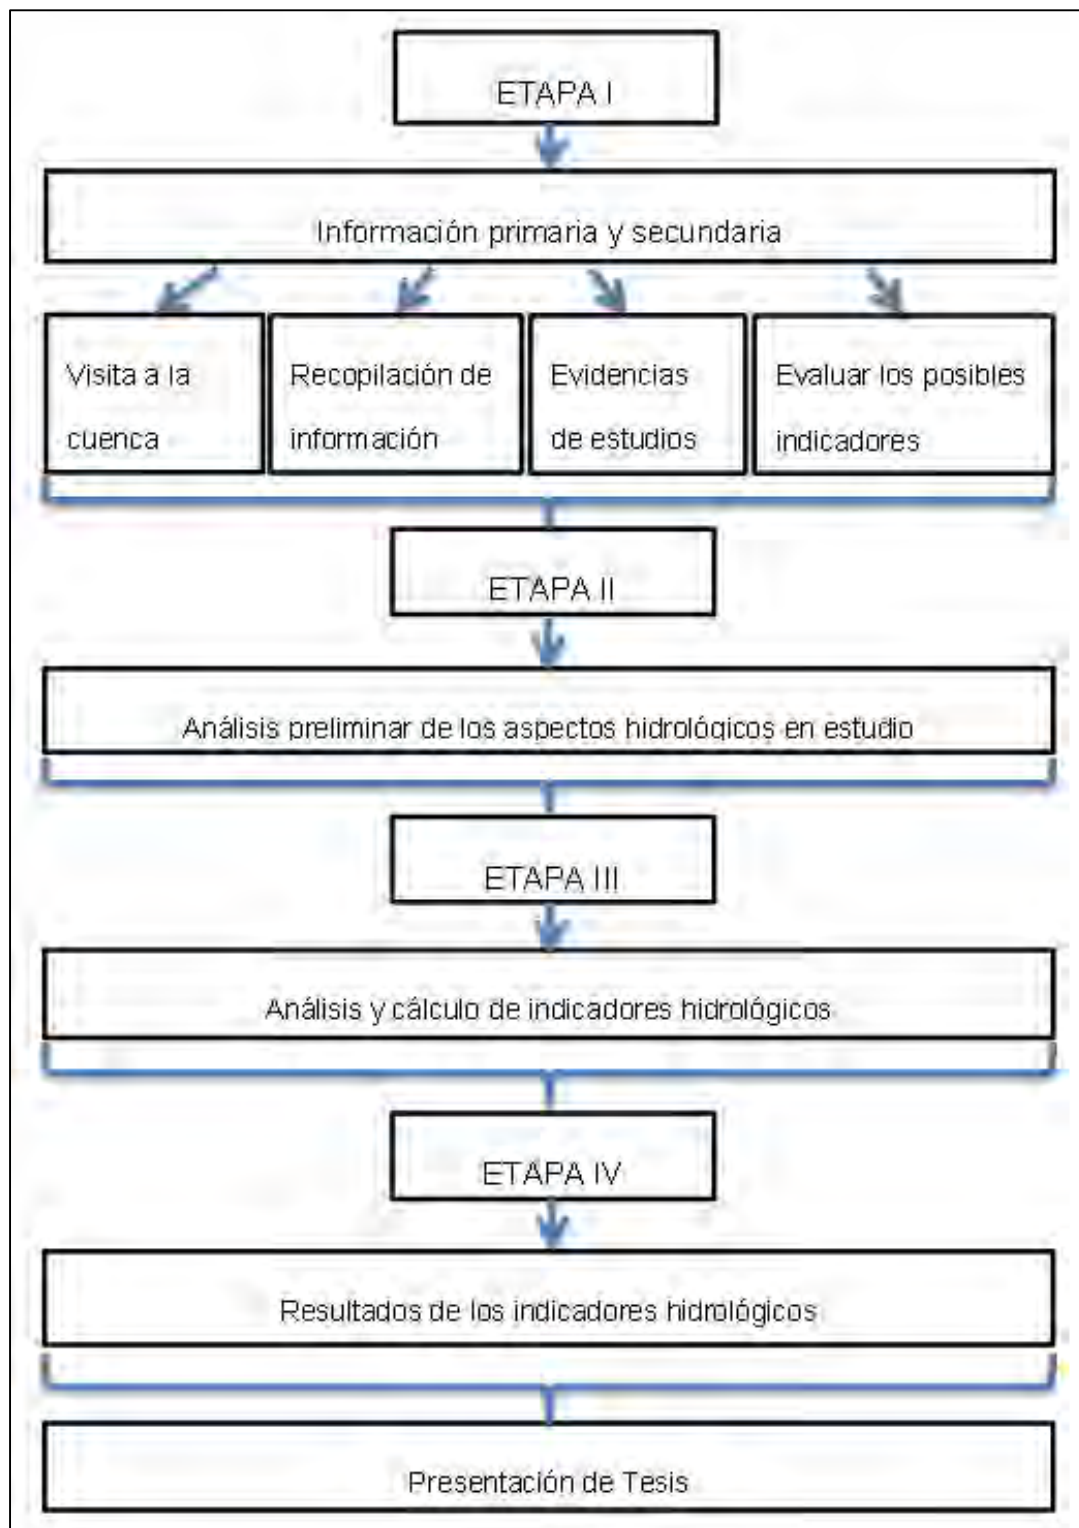 ETAPA I
Información primaria y secundaria
Visita a la
cuenca
Recopilación de
información
Evidencias
de estudios
Evaluar los posibles
indicadores
ETAPA II
Análisis preliminar de los aspectos hidrológicos en estudio
ETAPA III
Análisis y cálculo de indicadores hidrológicos
ETAPA IV
Resultados de los indicadores hidrológicos
Presentación de Tesis